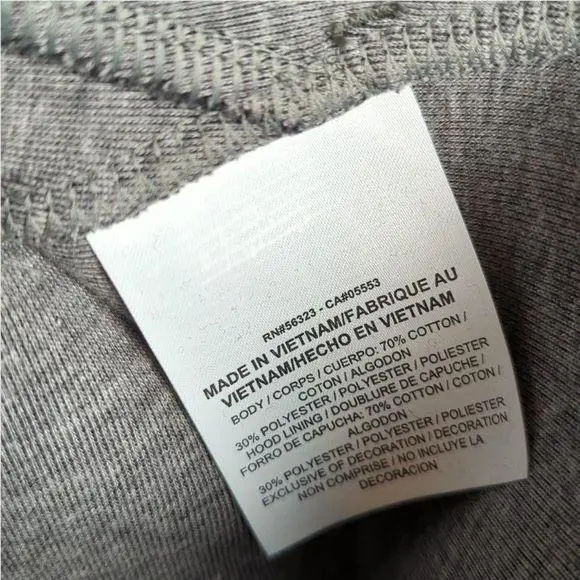 RN#56323 - CA#05553
MADE IN VIETNAM/FABRIQUE AU
VIETNAM/HECHO EN VIETNAM
BODY / CORPS / CUERPO: 70% COTTON /
COTON / ALGODON
30% POLYESTER / POLYESTER / POLIESTER
HOOD LINING / DOUBLURE DE CAPUCHE /
FORRO DE CAPUCHA: 70% COTTON / COTON /
ALGODON
30% POLYESTER / POLYESTER / POLIESTER
EXCLUSIVE OF DECORATION / DECORATION
NON COMPRISE / NO INCLUYE LA
DECORACION